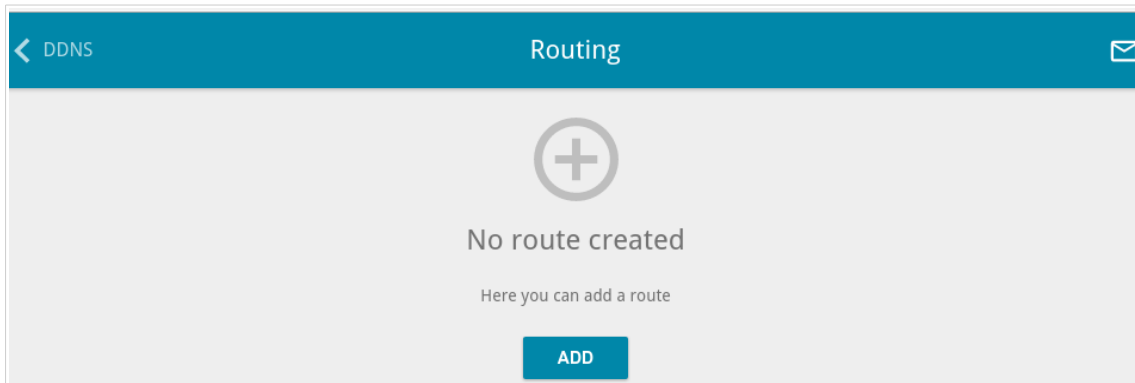 DDNS
Routing
No route created
Here you can add a route
ADD